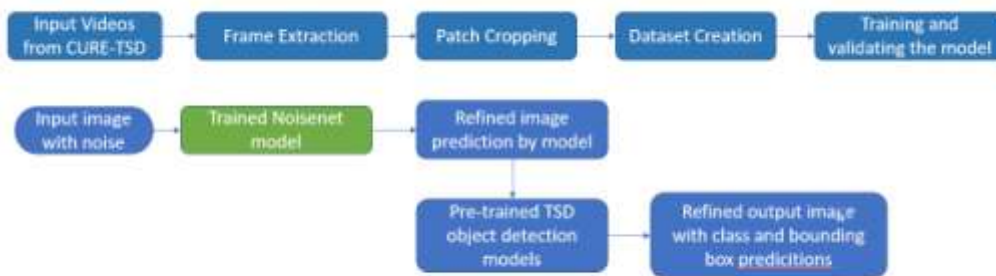 Input Videos
from CURE-TSD
Frame Extraction
Patch Cropping
Dataset Creation
Training and
validating the model
Input image
with noise
Trained Noisenet
model
Refined image
prediction by model
Pre-trained TSD
object detection
models
Refined output image
with class and bounding
box predicitions